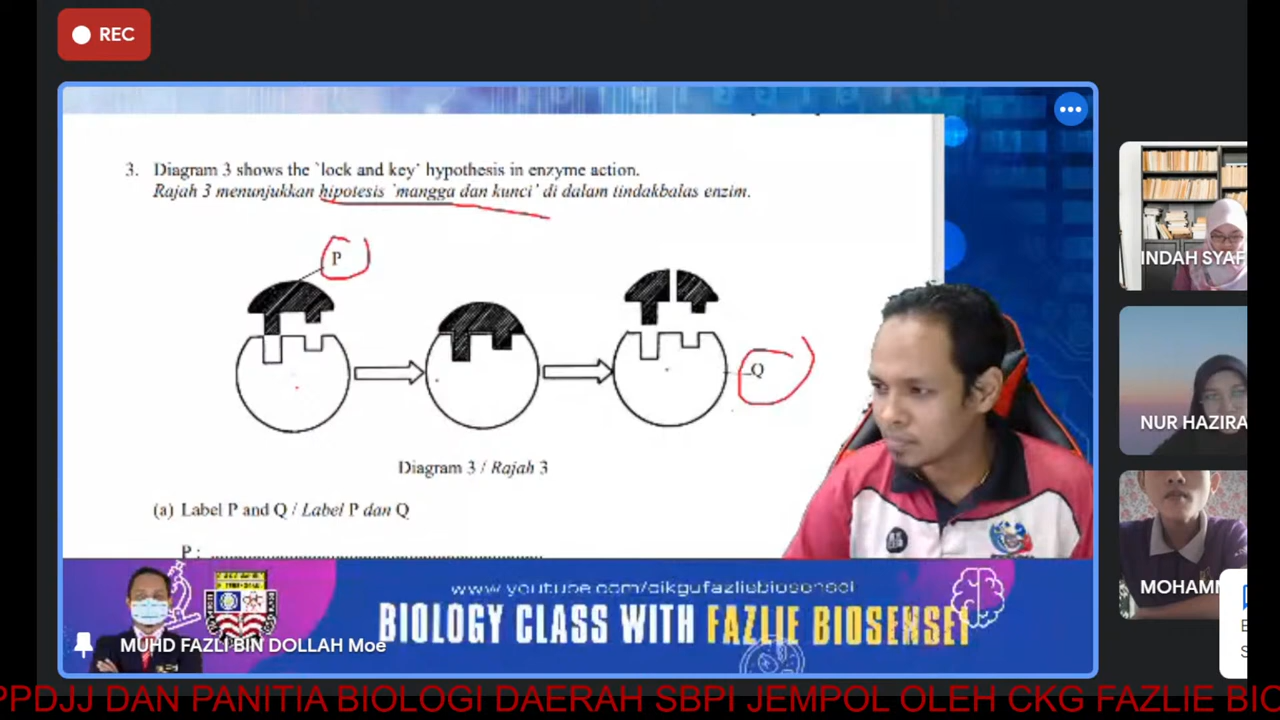 REC
3. Diagram 3 shows the `lock and key' hypothesis in enzyme action.
Rajah 3 menunjukkan hipotesis `mangga dan kunci' di dalam tindakbalas enzim.
P
Q
Diagram 3 / Rajah 3
(a) Label P and Q / Label P dan Q
P : ......................................................................
www.youtube.com/cikgufazliebiosensei
BIOLOGY CLASS WITH FAZLIE BIOSENSEI
MUHD FAZLI BIN DOLLAH Moe
INDAH SYAF
NUR HAZIRA
MOHAMM
PPDJJ DAN PANITIA BIOLOGI DAERAH SBPI JEMPOL OLEH CKG FAZLIE BIO